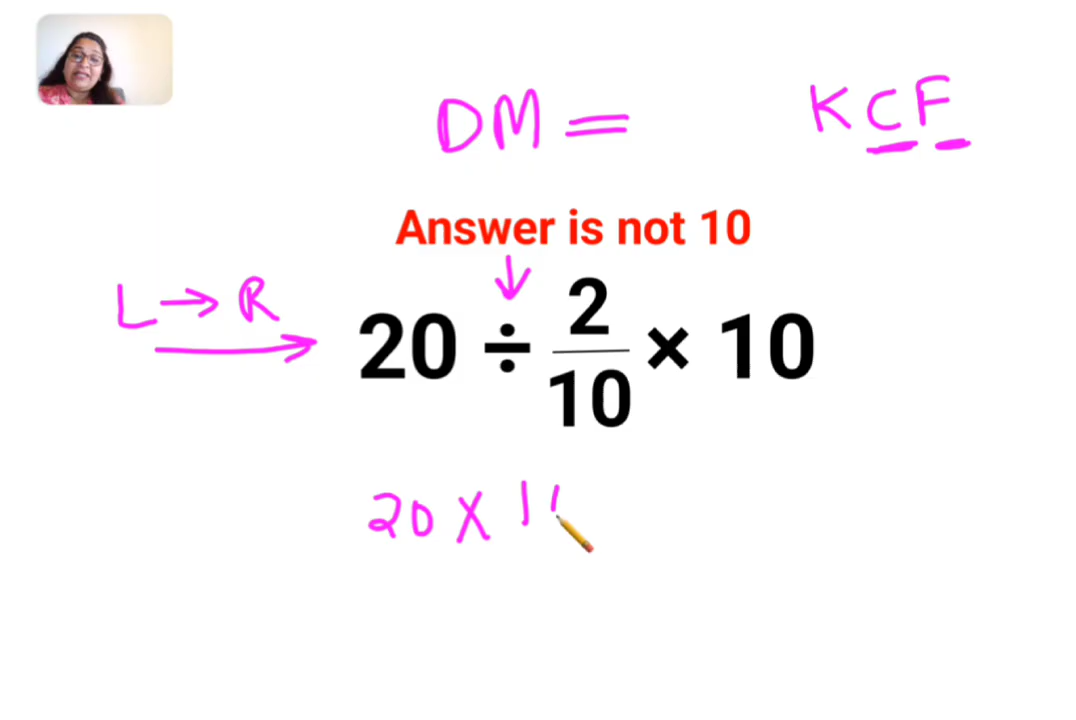 DM = KCF
Answer is not 10
L → R
20 ÷ 2/10 × 10
20 X